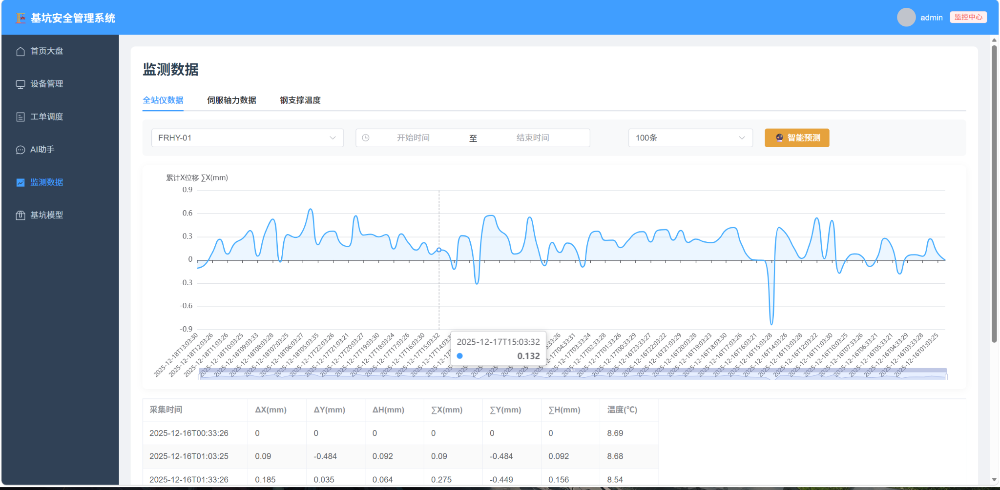 基坑安全管理系统
admin
监控中心
首页大盘
设备管理
工单调度
AI助手
监测数据
基坑模型
监测数据
全站仪数据
伺服轴力数据
钢支撑温度
FRHY-01
开始时间 至 结束时间
100条
智能预测
累计X位移 ∑X(mm)
0.9
0.6
0.3
0
-0.3
-0.6
-0.9
2025-12-18T13:03:30
2025-12-18T12:03:26
2025-12-18T11:03:26
2025-12-18T10:03:25
2025-12-18T09:03:33
2025-12-18T08:03:28
2025-12-18T07:03:25
2025-12-18T06:03:27
2025-12-18T05:03:35
2025-12-17T22:03:26
2025-12-17T21:03:21
2025-12-17T20:03:27
2025-12-17T19:03:30
2025-12-17T18:03:24
2025-12-17T17:03:26
2025-12-17T16:03:30
2025-12-17T15:03:32
2025-12-17T04:33:31
2025-12-17T03:33:24
2025-12-17T02:33:28
2025-12-17T01:33:26
2025-12-17T00:33:29
2025-12-16T23:33:27
2025-12-16T22:03:22
2025-12-16T21:03:29
2025-12-16T20:03:28
2025-12-16T19:03:23
2025-12-16T18:03:30
2025-12-16T17:03:26
2025-12-16T16:03:21
2025-12-16T15:03:28
2025-12-16T14:03:26
2025-12-16T13:03:28
2025-12-16T12:03:22
2025-12-16T11:03:30
2025-12-16T10:03:25
2025-12-16T07:33:26
2025-12-16T06:33:21
2025-12-16T05:33:21
2025-12-16T04:33:29
2025-12-16T03:33:28
2025-12-16T01:03:25
2025-12-17T15:03:32
0.132
采集时间 ΔX(mm) ΔY(mm) ΔH(mm) ∑X(mm) ∑Y(mm) ∑H(mm) 温度(℃)
2025-12-16T00:33:26 0 0 0 0 0 0 8.69
2025-12-16T01:03:25 0.09 -0.484 0.092 0.09 -0.484 0.092 8.68
2025-12-16T01:33:26 0.185 0.035 0.064 0.275 -0.449 0.156 8.54